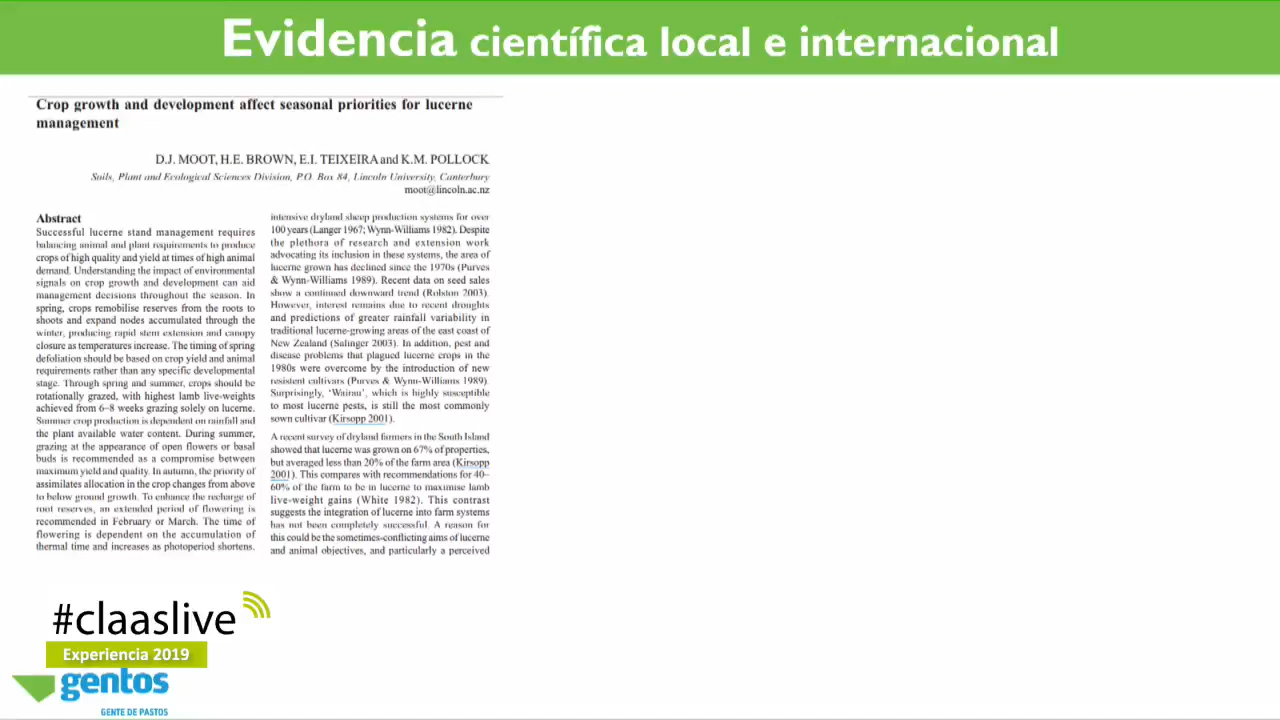 Evidencia científica local e internacional
Crop growth and development affect seasonal priorities for lucerne
management
D.J. MOOT, H.E. BROWN, E.I. TEIXEIRA and K.M. POLLOCK
Soils, Plant and Ecological Sciences Division, P.O. Box 84, Lincoln University, Canterbury
moot@lincoln.ac.nz
Abstract
Successful lucerne stand management requires
balancing animal and plant requirements to produce
crops of high quality and yield at times of high animal
demand. Understanding the impact of environmental
signals on crop growth and development can aid
management decisions throughout the season. In
spring, crops remobilise reserves from the roots to
shoots and expand nodes accumulated through the
winter, producing rapid stem extension and canopy
closure as temperatures increase. The timing of spring
defoliation should be based on crop yield and animal
requirements rather than any specific developmental
stage. Through spring and summer, crops should be
rotationally grazed, with highest lamb live-weights
achieved from 6–8 weeks grazing solely on lucerne.
Summer crop production is dependent on rainfall and
the plant available water content. During summer,
grazing at the appearance of open flowers or basal
buds is recommended as a compromise between
maximum yield and quality. In autumn, the priority of
assimilates allocation in the crop changes from above
to below ground growth. To enhance the recharge of
root reserves, an extended period of flowering is
recommended in February or March. The time of
flowering is dependent on the accumulation of
thermal time and increases as photoperiod shortens.
intensive dryland sheep production systems for over
100 years (Langer 1967; Wynn-Williams 1982). Despite
the plethora of research and extension work
advocating its inclusion in these systems, the area of
lucerne grown has declined since the 1970s (Purves
& Wynn-Williams 1989). Recent data on seed sales
show a continued downward trend (Rolston 2003).
However, interest remains due to recent droughts
and predictions of greater rainfall variability in
traditional lucerne-growing areas of the east coast of
New Zealand (Salinger 2003). In addition, pest and
disease problems that plagued lucerne crops in the
1980s were overcome by the introduction of new
resistent cultivars (Purves & Wynn-Williams 1989).
Surprisingly, 'Wairau', which is highly susceptible
to most lucerne pests, is still the most commonly
sown cultivar (Kirsopp 2001).
A recent survey of dryland farmers in the South Island
showed that lucerne was grown on 67% of properties,
but averaged less than 20% of the farm area (Kirsopp
2001). This compares with recommendations for 40–
60% of the farm to be in lucerne to maximise lamb
live-weight gains (White 1982). This contrast
suggests the integration of lucerne into farm systems
has not been completely successful. A reason for
this could be the sometimes-conflicting aims of lucerne
and animal objectives, and particularly a perceived
#claaslive
Experiencia 2019
gentos
GENTE DE PASTOS